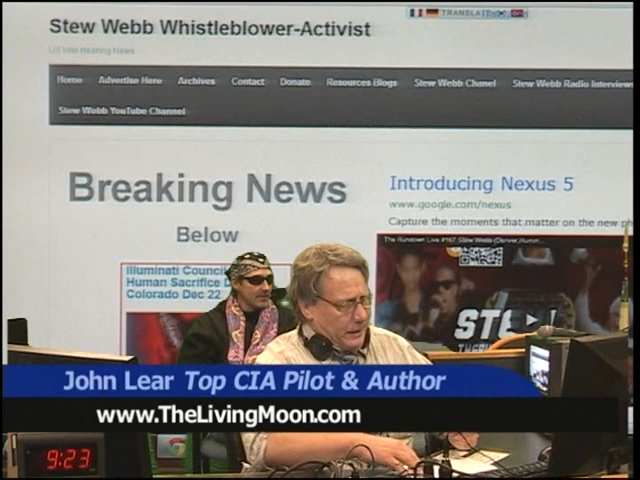 Stew Webb Whistleblower-Activist
US Intel Breaking News
TRANSLATE
Home Advertise Here Archives Contact Donate Resources Blogs Stew Webb Chanel Stew Webb Radio Interviews
Stew Webb YouTube Channel
Breaking News
Below
Introducing Nexus 5
www.google.com/nexus
Capture the moments that matter on the new ph
Illuminati Council
Human Sacrifice D
Colorado Dec 22
The Rundown Live #167 Stew Webb (Denver,Illumin...
STE
John Lear Top CIA Pilot & Author
www.TheLivingMoon.com
9:23